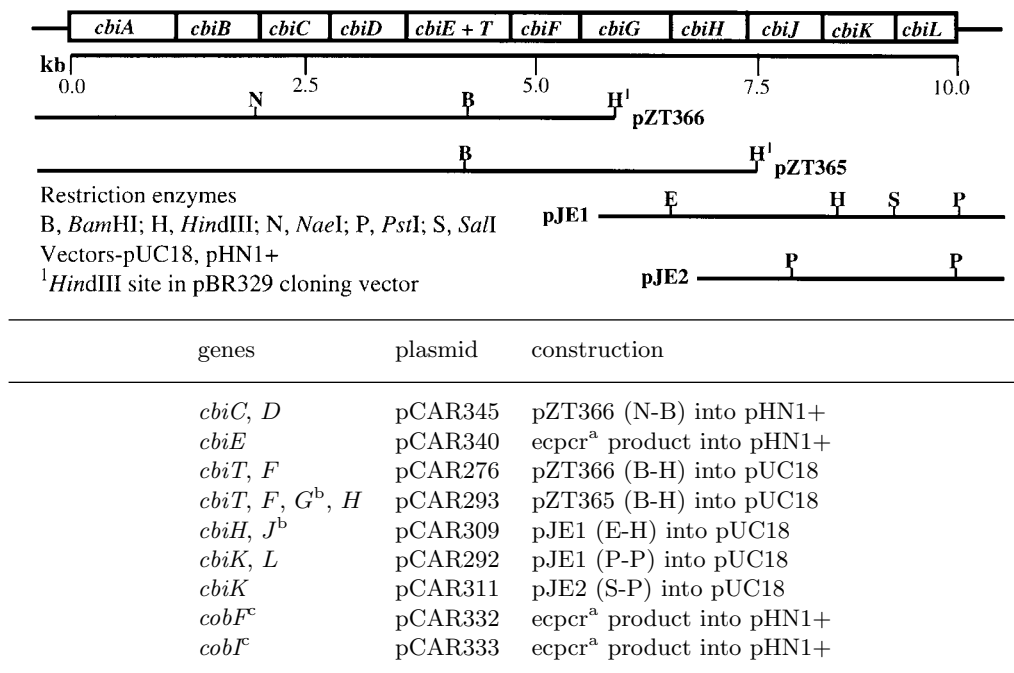 cbiA cbiB cbiC cbiD cbiE + T cbiF cbiG cbiH cbiJ cbiK cbiL
kb
0.0 2.5 5.0 7.5 10.0
N B H¹ pZT366
B H¹ pZT365
Restriction enzymes
E H S P
pJE1
B, BamHI; H, HindIII; N, NaeI; P, PstI; S, SalI
Vectors-pUC18, pHN1+
P P
pJE2
¹HindIII site in pBR329 cloning vector
genes plasmid construction
cbiC, D pCAR345 pZT366 (N-B) into pHN1+
cbiE pCAR340 ecpcrᵃ product into pHN1+
cbiT, F pCAR276 pZT366 (B-H) into pUC18
cbiT, F, Gᵇ, H pCAR293 pZT365 (B-H) into pUC18
cbiH, Jᵇ pCAR309 pJE1 (E-H) into pUC18
cbiK, L pCAR292 pJE1 (P-P) into pUC18
cbiK pCAR311 pJE2 (S-P) into pUC18
cobFᶜ pCAR332 ecpcrᵃ product into pHN1+
cobIᶜ pCAR333 ecpcrᵃ product into pHN1+